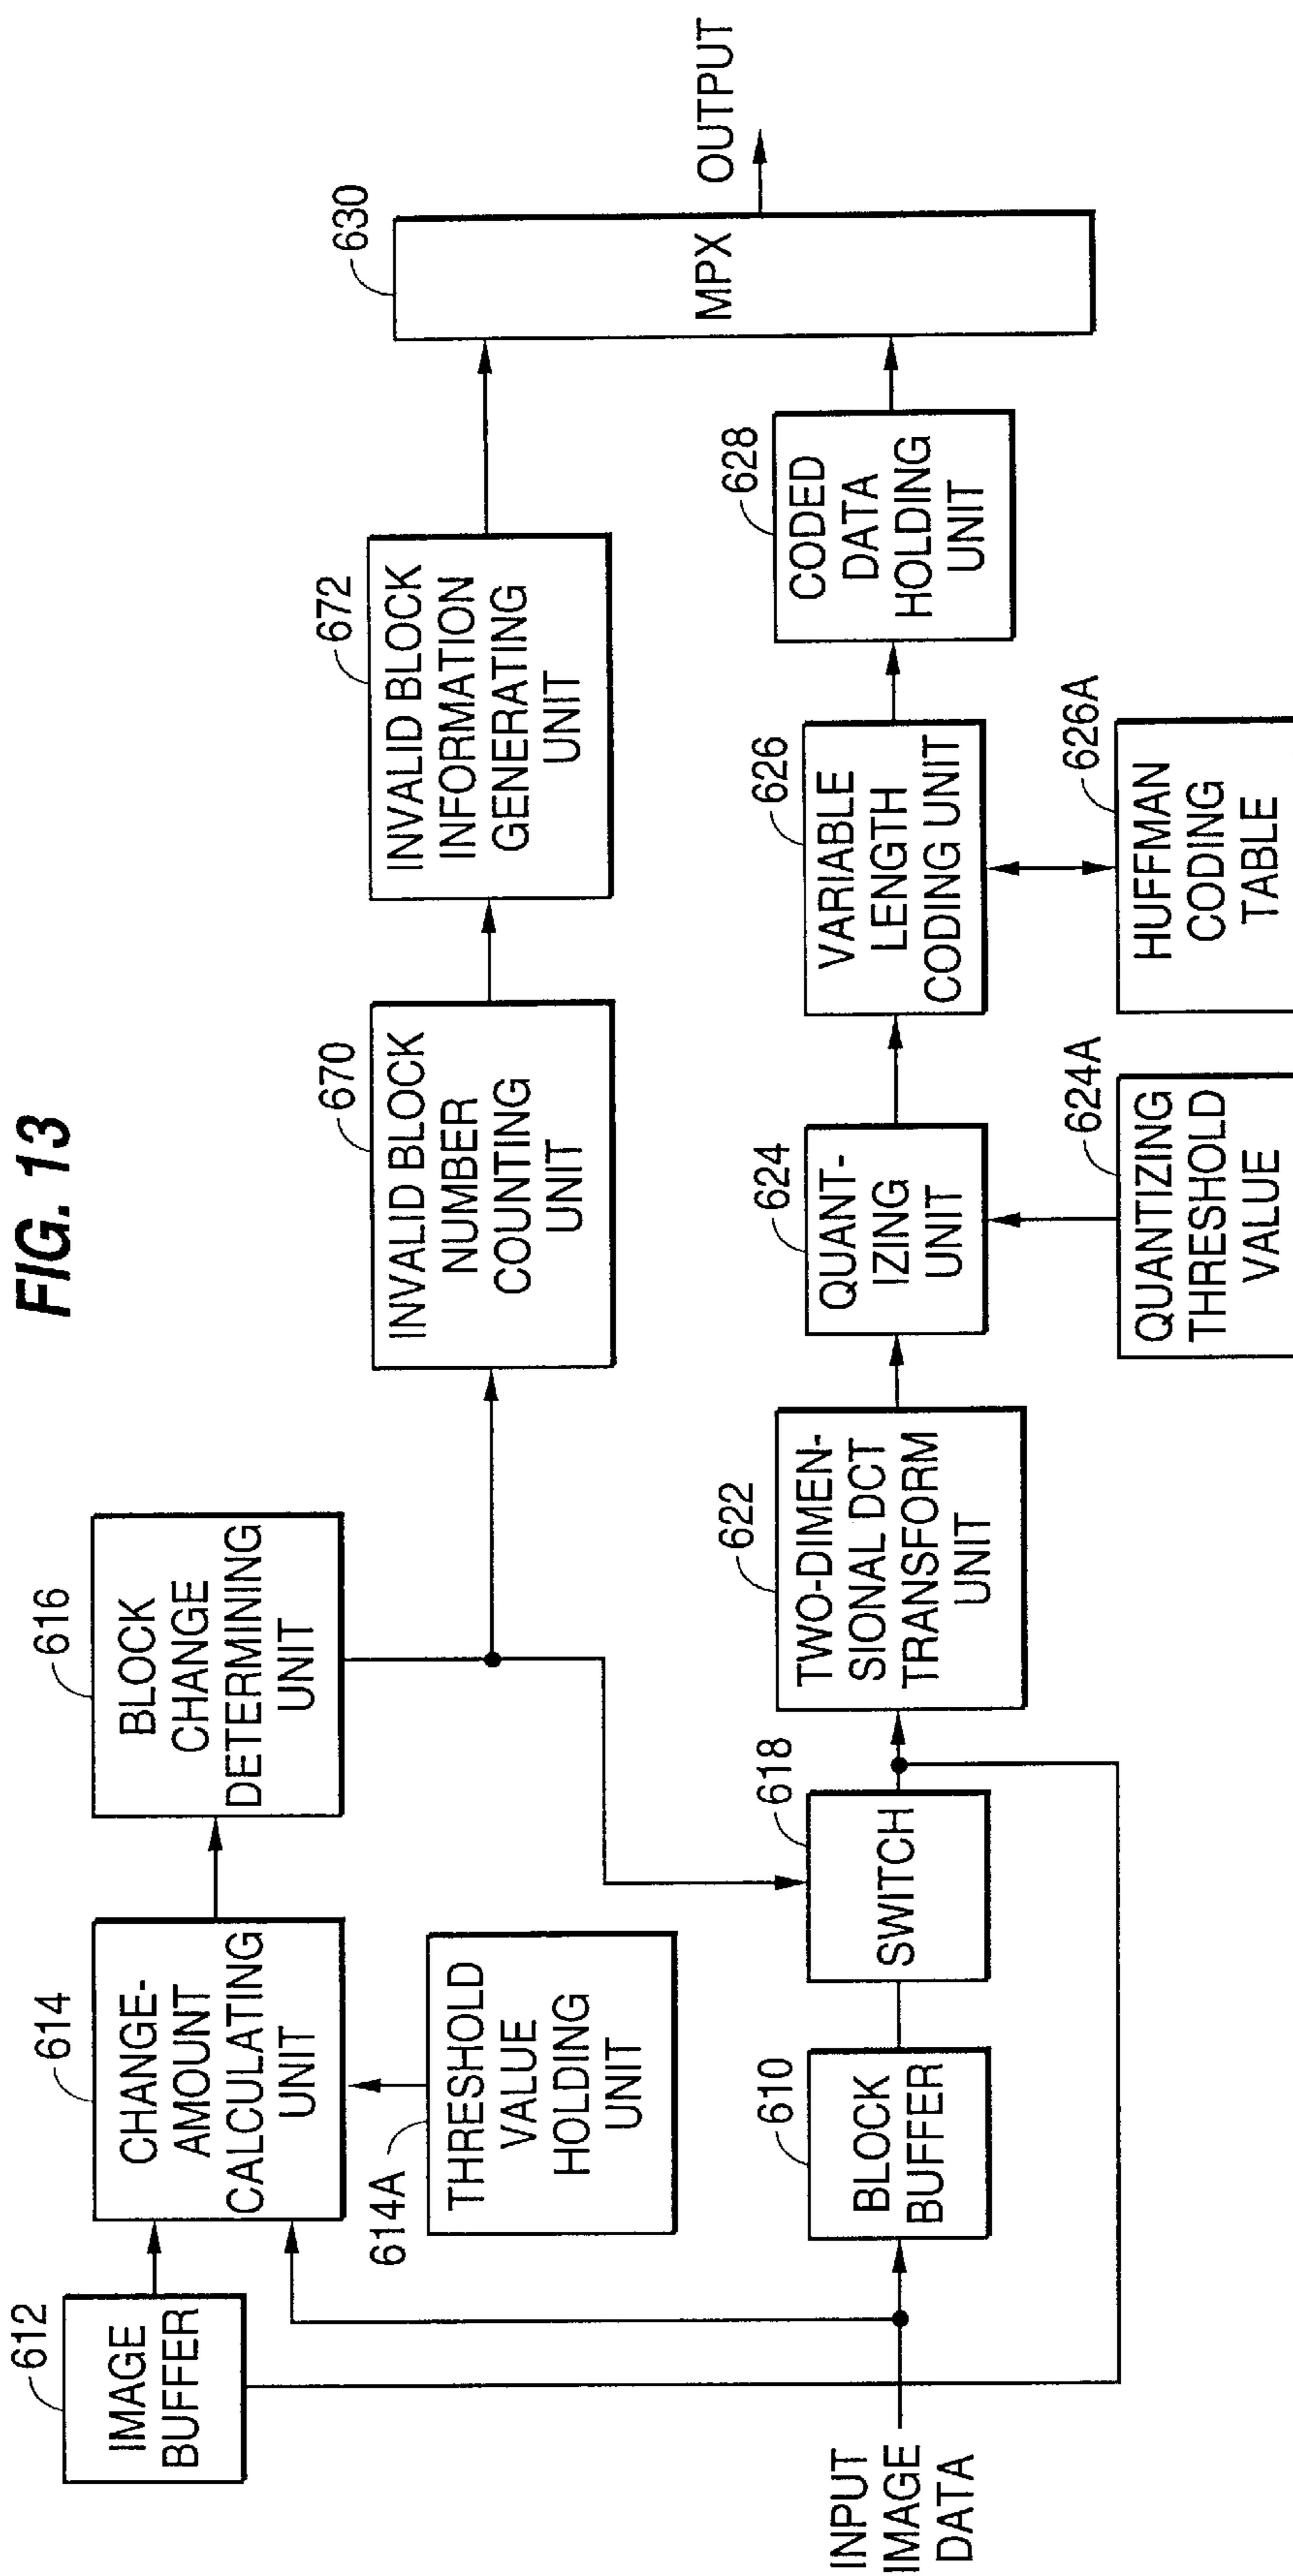 FIG. 13
612
IMAGE
BUFFER
614
CHANGE-
AMOUNT
CALCULATING
UNIT
616
BLOCK
CHANGE
DETERMINING
UNIT
614A
THRESHOLD
VALUE
HOLDING
UNIT
670
INVALID BLOCK
NUMBER
COUNTING
UNIT
672
INVALID BLOCK
INFORMATION
GENERATING
UNIT
630
MPX
OUTPUT
INPUT
IMAGE
DATA
610
BLOCK
BUFFER
618
SWITCH
622
TWO-DIMEN-
SIONAL DCT
TRANSFORM
UNIT
624
QUANT-
IZING
UNIT
626
VARIABLE
LENGTH
CODING UNIT
628
CODED
DATA
HOLDING
UNIT
624A
QUANTIZING
THRESHOLD
VALUE
626A
HUFFMAN
CODING
TABLE